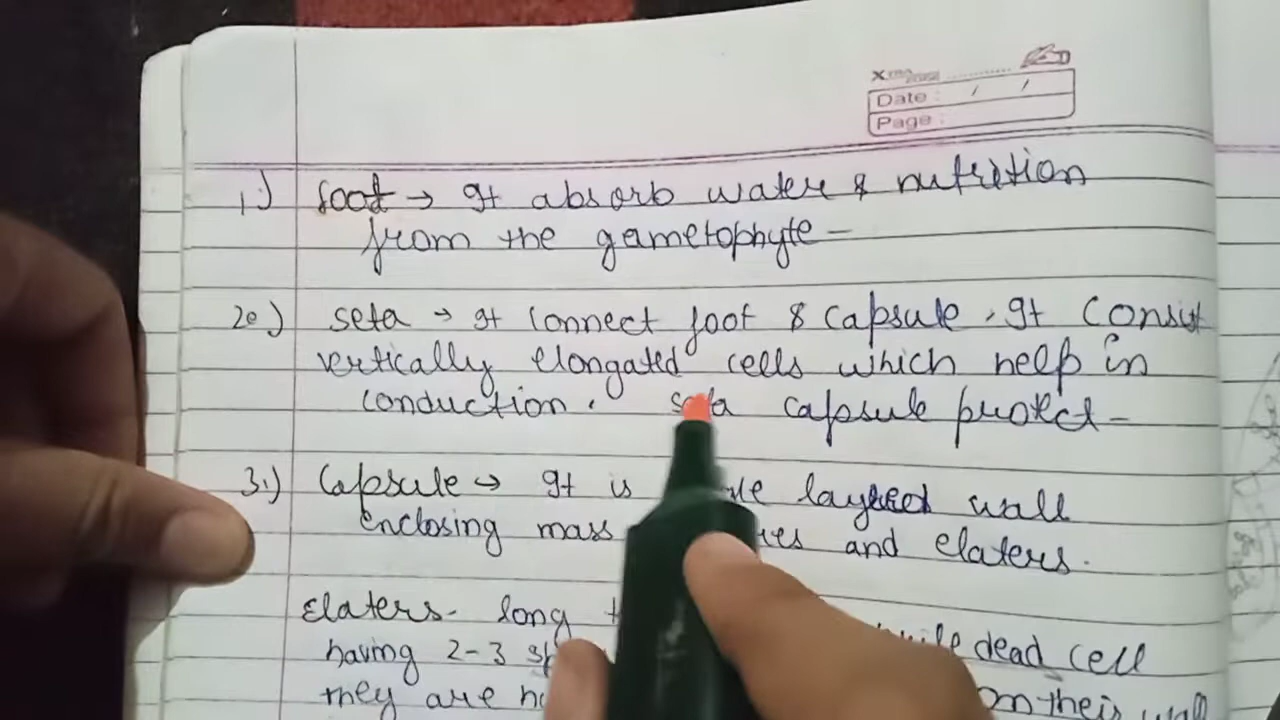 Date : / /
Page :
1.) foot → It absorb water & nutrition
from the gametophyte -
2.) seta → It connect foot & capsule. It consist
vertically elongated cells which help in
conduction. capsule protect -
3.) Capsule → It is layered wall
enclosing mass and elaters.
Elaters - long dead cell
having 2-3
they are on their wall